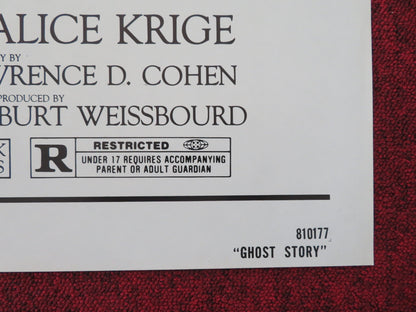 ALICE KRIGE
Y BY
WRENCE D. COHEN
PRODUCED BY
BURT WEISSBOURD
K
S
R
RESTRICTED
UNDER 17 REQUIRES ACCOMPANYING
PARENT OR ADULT GUARDIAN
810177
"GHOST STORY"